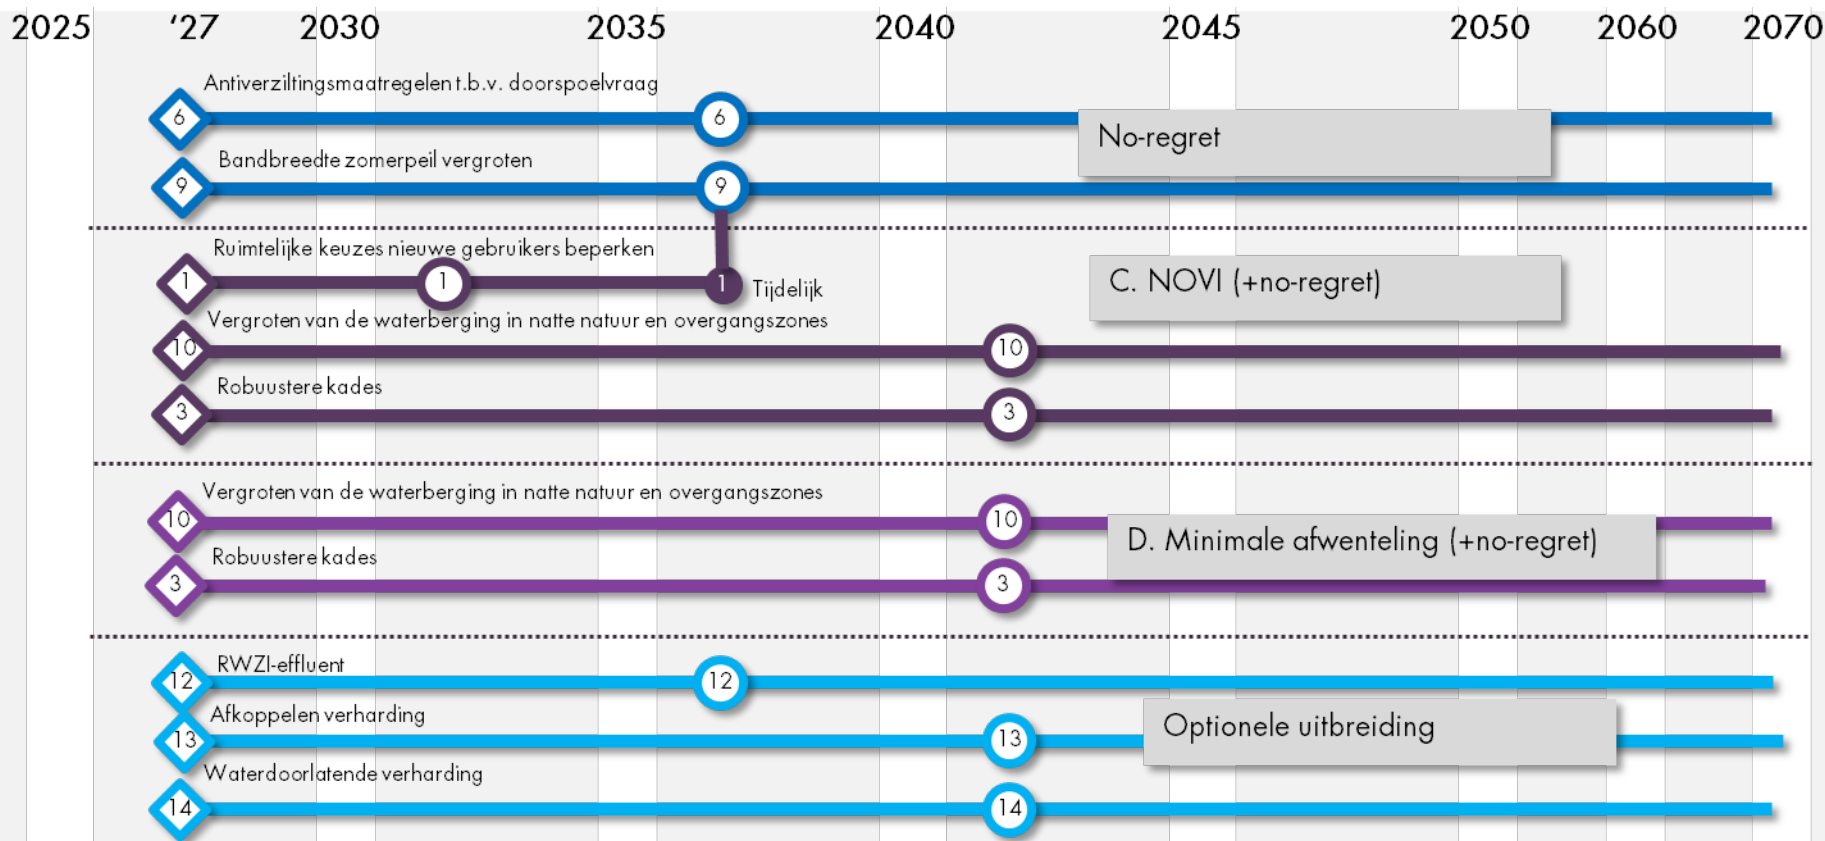 2025 ‘27 2030 2035 2040 2045 2050 2060 2070
Antiverziltingsmaatregelen t.b.v. doorspoelvraag
6 6
No-regret
Bandbreedte zomerpeil vergroten
9 9
Ruimtelijke keuzes nieuwe gebruikers beperken
1 1 1 Tijdelijk
C. NOVI (+no-regret)
Vergroten van de waterberging in natte natuur en overgangszones
10 10
Robuustere kades
3 3
Vergroten van de waterberging in natte natuur en overgangszones
10 10
D. Minimale afwenteling (+no-regret)
Robuustere kades
3 3
RWZI-effluent
12 12
Afkoppelen verharding
13 13
Optionele uitbreiding
Waterdoorlatende verharding
14 14